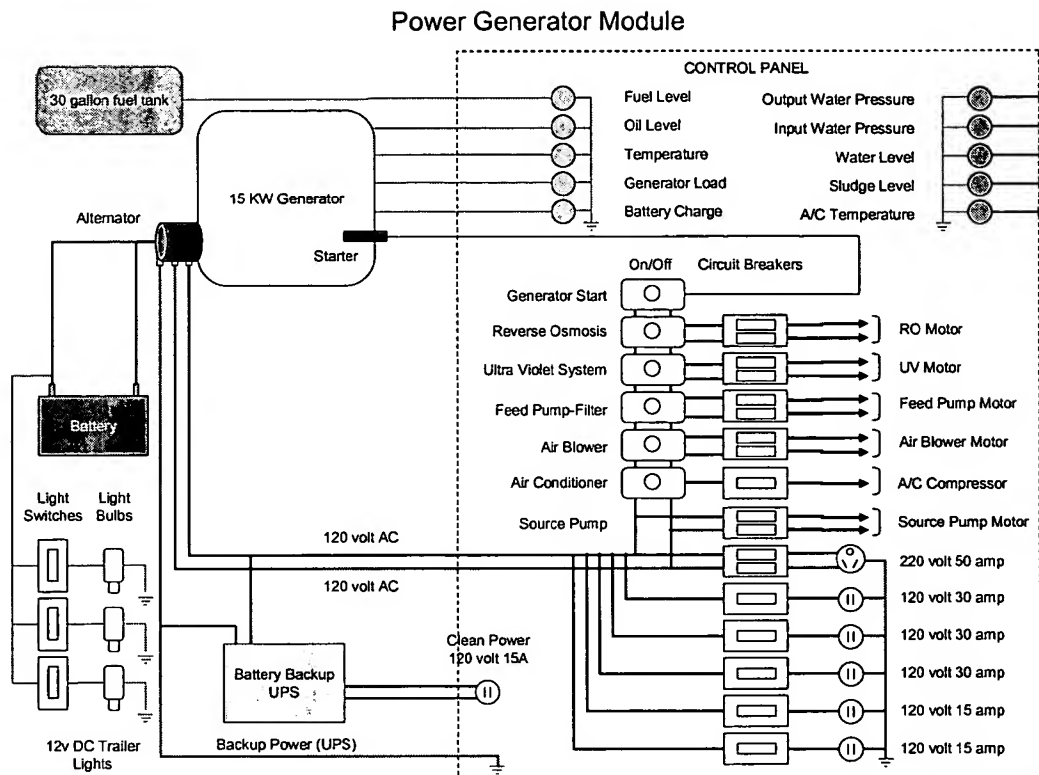 Power Generator Module
CONTROL PANEL
30 gallon fuel tank
Fuel Level
Output Water Pressure
Oil Level
Input Water Pressure
Temperature
Water Level
15 KW Generator
Generator Load
Sludge Level
Battery Charge
A/C Temperature
Alternator
Starter
On/Off
Circuit Breakers
Generator Start
Reverse Osmosis
RO Motor
Ultra Violet System
UV Motor
Feed Pump-Filter
Feed Pump Motor
Battery
Air Blower
Air Blower Motor
Air Conditioner
A/C Compressor
Light
Switches
Light
Bulbs
Source Pump
Source Pump Motor
120 volt AC
220 volt 50 amp
120 volt AC
120 volt 30 amp
120 volt 30 amp
Clean Power
120 volt 15A
Battery Backup
UPS
120 volt 30 amp
120 volt 15 amp
12v DC Trailer
Lights
Backup Power (UPS)
120 volt 15 amp